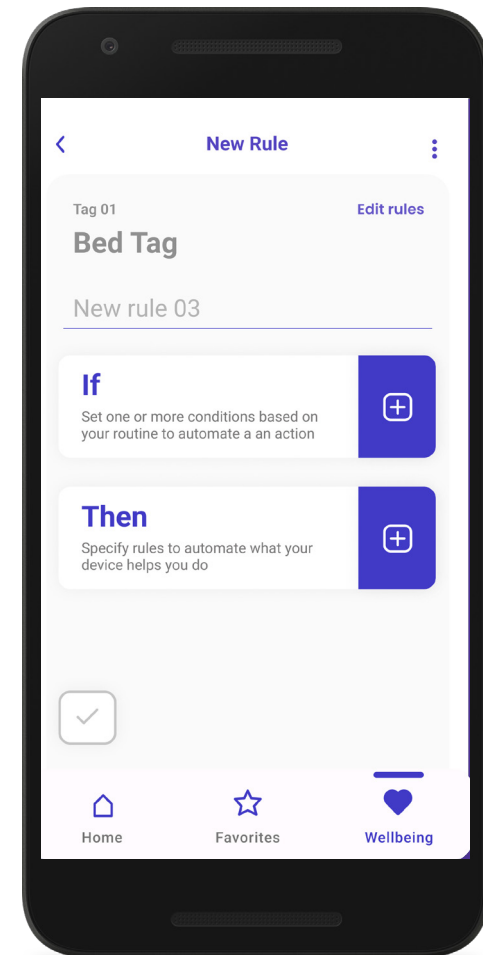 New Rule
Tag 01
Edit rules
Bed Tag
New rule 03
If
Set one or more conditions based on
your routine to automate a an action
Then
Specify rules to automate what your
device helps you do
Home
Favorites
Wellbeing